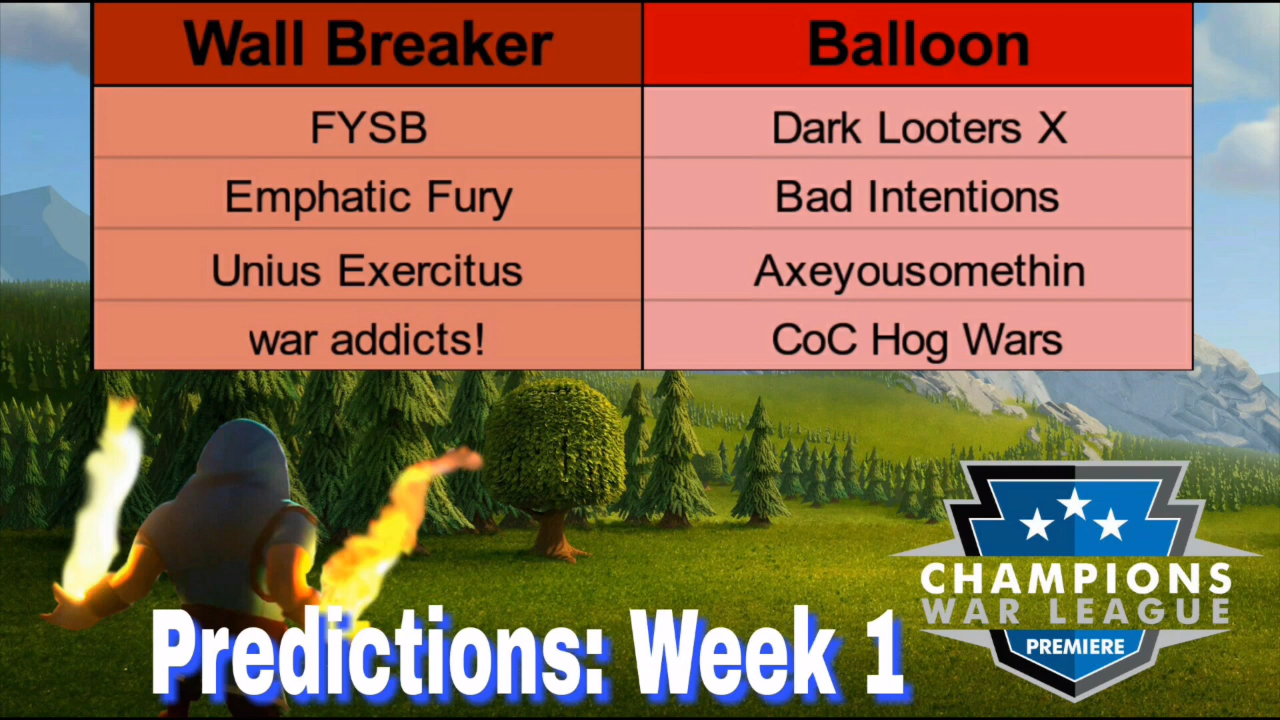 Wall Breaker Balloon
FYSB Dark Looters X
Emphatic Fury Bad Intentions
Unius Exercitus Axeyousomethin
war addicts! CoC Hog Wars
CHAMPIONS
WAR LEAGUE
PREMIERE
Predictions: Week 1